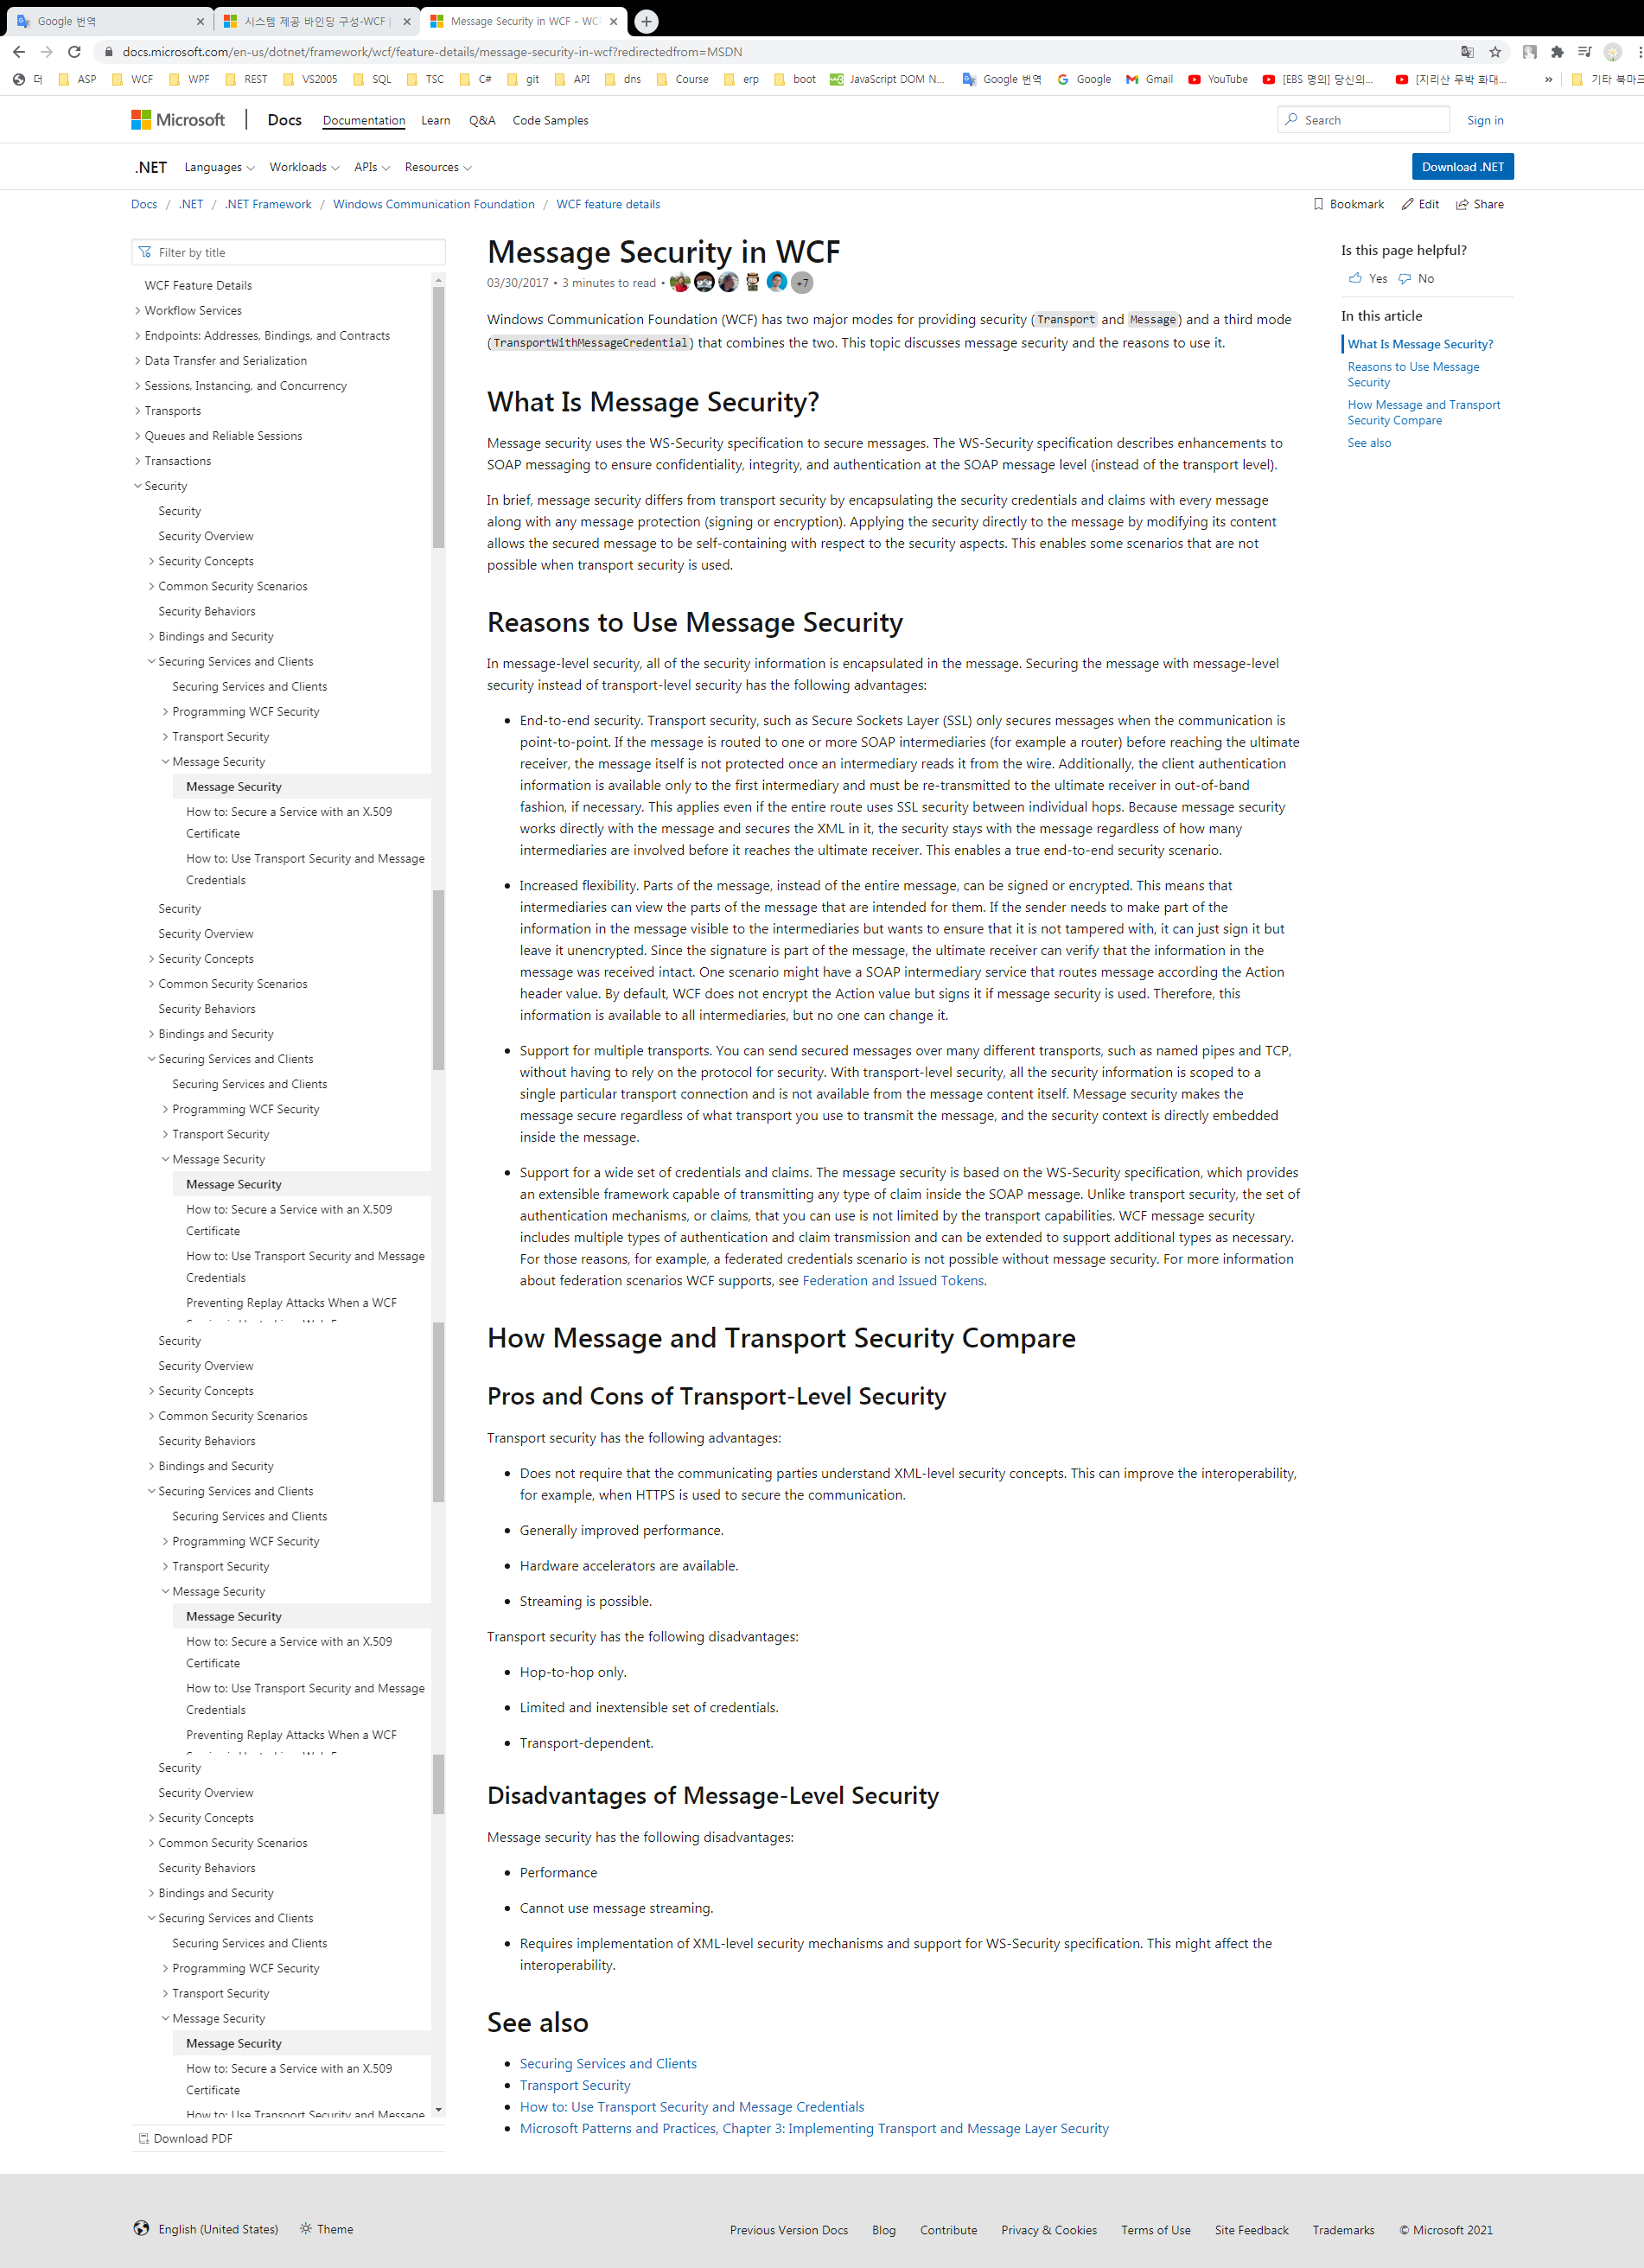 Google 번역
시스템 제공 바인딩 구성-WCF |
Message Security in WCF - WCF
docs.microsoft.com/en-us/dotnet/framework/wcf/feature-details/message-security-in-wcf?redirectedfrom=MSDN
더 ASP WCF WPF REST VS2005 SQL TSC C# git API dns Course erp boot JavaScript DOM N... Google 번역 Google Gmail YouTube [EBS 명의] 당신의... [지리산 무박 화대... » 기타 북마크
Microsoft Docs Documentation Learn Q&A Code Samples Search Sign in
.NET Languages Workloads APIs Resources Download .NET
Docs / .NET / .NET Framework / Windows Communication Foundation / WCF feature details
Bookmark Edit Share
Filter by title
WCF Feature Details
Workflow Services
Endpoints: Addresses, Bindings, and Contracts
Data Transfer and Serialization
Sessions, Instancing, and Concurrency
Transports
Queues and Reliable Sessions
Transactions
Security
Security
Security Overview
Security Concepts
Common Security Scenarios
Security Behaviors
Bindings and Security
Securing Services and Clients
Securing Services and Clients
Programming WCF Security
Transport Security
Message Security
Message Security
How to: Secure a Service with an X.509
Certificate
How to: Use Transport Security and Message
Credentials
Security
Security Overview
Security Concepts
Common Security Scenarios
Security Behaviors
Bindings and Security
Securing Services and Clients
Securing Services and Clients
Programming WCF Security
Transport Security
Message Security
Message Security
How to: Secure a Service with an X.509
Certificate
How to: Use Transport Security and Message
Credentials
Preventing Replay Attacks When a WCF
Security
Security Overview
Security Concepts
Common Security Scenarios
Security Behaviors
Bindings and Security
Securing Services and Clients
Securing Services and Clients
Programming WCF Security
Transport Security
Message Security
Message Security
How to: Secure a Service with an X.509
Certificate
How to: Use Transport Security and Message
Credentials
Preventing Replay Attacks When a WCF
Security
Security Overview
Security Concepts
Common Security Scenarios
Security Behaviors
Bindings and Security
Securing Services and Clients
Securing Services and Clients
Programming WCF Security
Transport Security
Message Security
Message Security
How to: Secure a Service with an X.509
Certificate
How to: Use Transport Security and Message
Download PDF
Message Security in WCF
03/30/2017 • 3 minutes to read • +7
Windows Communication Foundation (WCF) has two major modes for providing security (Transport and Message) and a third mode
(TransportWithMessageCredential) that combines the two. This topic discusses message security and the reasons to use it.
What Is Message Security?
Message security uses the WS-Security specification to secure messages. The WS-Security specification describes enhancements to
SOAP messaging to ensure confidentiality, integrity, and authentication at the SOAP message level (instead of the transport level).
In brief, message security differs from transport security by encapsulating the security credentials and claims with every message
along with any message protection (signing or encryption). Applying the security directly to the message by modifying its content
allows the secured message to be self-containing with respect to the security aspects. This enables some scenarios that are not
possible when transport security is used.
Reasons to Use Message Security
In message-level security, all of the security information is encapsulated in the message. Securing the message with message-level
security instead of transport-level security has the following advantages:
• End-to-end security. Transport security, such as Secure Sockets Layer (SSL) only secures messages when the communication is
point-to-point. If the message is routed to one or more SOAP intermediaries (for example a router) before reaching the ultimate
receiver, the message itself is not protected once an intermediary reads it from the wire. Additionally, the client authentication
information is available only to the first intermediary and must be re-transmitted to the ultimate receiver in out-of-band
fashion, if necessary. This applies even if the entire route uses SSL security between individual hops. Because message security
works directly with the message and secures the XML in it, the security stays with the message regardless of how many
intermediaries are involved before it reaches the ultimate receiver. This enables a true end-to-end security scenario.
• Increased flexibility. Parts of the message, instead of the entire message, can be signed or encrypted. This means that
intermediaries can view the parts of the message that are intended for them. If the sender needs to make part of the
information in the message visible to the intermediaries but wants to ensure that it is not tampered with, it can just sign it but
leave it unencrypted. Since the signature is part of the message, the ultimate receiver can verify that the information in the
message was received intact. One scenario might have a SOAP intermediary service that routes message according the Action
header value. By default, WCF does not encrypt the Action value but signs it if message security is used. Therefore, this
information is available to all intermediaries, but no one can change it.
• Support for multiple transports. You can send secured messages over many different transports, such as named pipes and TCP,
without having to rely on the protocol for security. With transport-level security, all the security information is scoped to a
single particular transport connection and is not available from the message content itself. Message security makes the
message secure regardless of what transport you use to transmit the message, and the security context is directly embedded
inside the message.
• Support for a wide set of credentials and claims. The message security is based on the WS-Security specification, which provides
an extensible framework capable of transmitting any type of claim inside the SOAP message. Unlike transport security, the set of
authentication mechanisms, or claims, that you can use is not limited by the transport capabilities. WCF message security
includes multiple types of authentication and claim transmission and can be extended to support additional types as necessary.
For those reasons, for example, a federated credentials scenario is not possible without message security. For more information
about federation scenarios WCF supports, see Federation and Issued Tokens.
How Message and Transport Security Compare
Pros and Cons of Transport-Level Security
Transport security has the following advantages:
• Does not require that the communicating parties understand XML-level security concepts. This can improve the interoperability,
for example, when HTTPS is used to secure the communication.
• Generally improved performance.
• Hardware accelerators are available.
• Streaming is possible.
Transport security has the following disadvantages:
• Hop-to-hop only.
• Limited and inextensible set of credentials.
• Transport-dependent.
Disadvantages of Message-Level Security
Message security has the following disadvantages:
• Performance
• Cannot use message streaming.
• Requires implementation of XML-level security mechanisms and support for WS-Security specification. This might affect the
interoperability.
See also
• Securing Services and Clients
• Transport Security
• How to: Use Transport Security and Message Credentials
• Microsoft Patterns and Practices, Chapter 3: Implementing Transport and Message Layer Security
Is this page helpful?
Yes No
In this article
What Is Message Security?
Reasons to Use Message
Security
How Message and Transport
Security Compare
See also
English (United States) Theme
Previous Version Docs Blog Contribute Privacy & Cookies Terms of Use Site Feedback Trademarks © Microsoft 2021